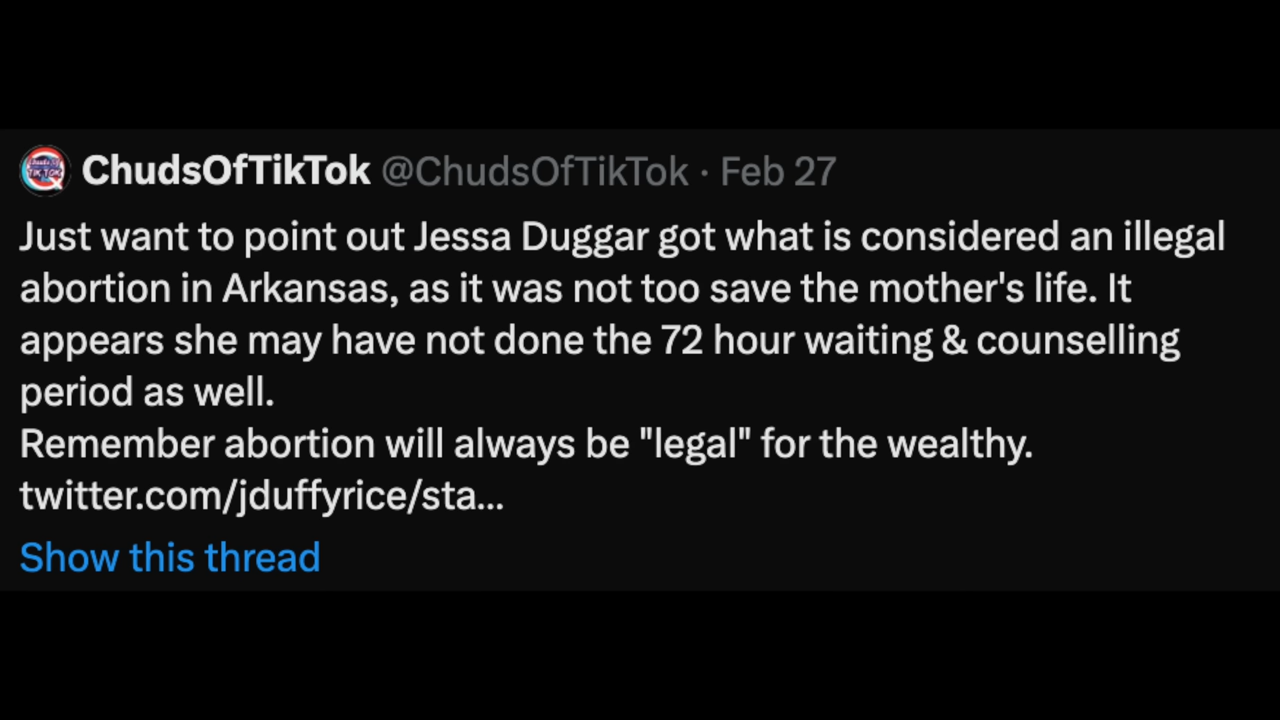 ChudsOfTikTok @ChudsOfTikTok · Feb 27
Just want to point out Jessa Duggar got what is considered an illegal
abortion in Arkansas, as it was not too save the mother's life. It
appears she may have not done the 72 hour waiting & counselling
period as well.
Remember abortion will always be "legal" for the wealthy.
twitter.com/jduffyrice/sta...
Show this thread